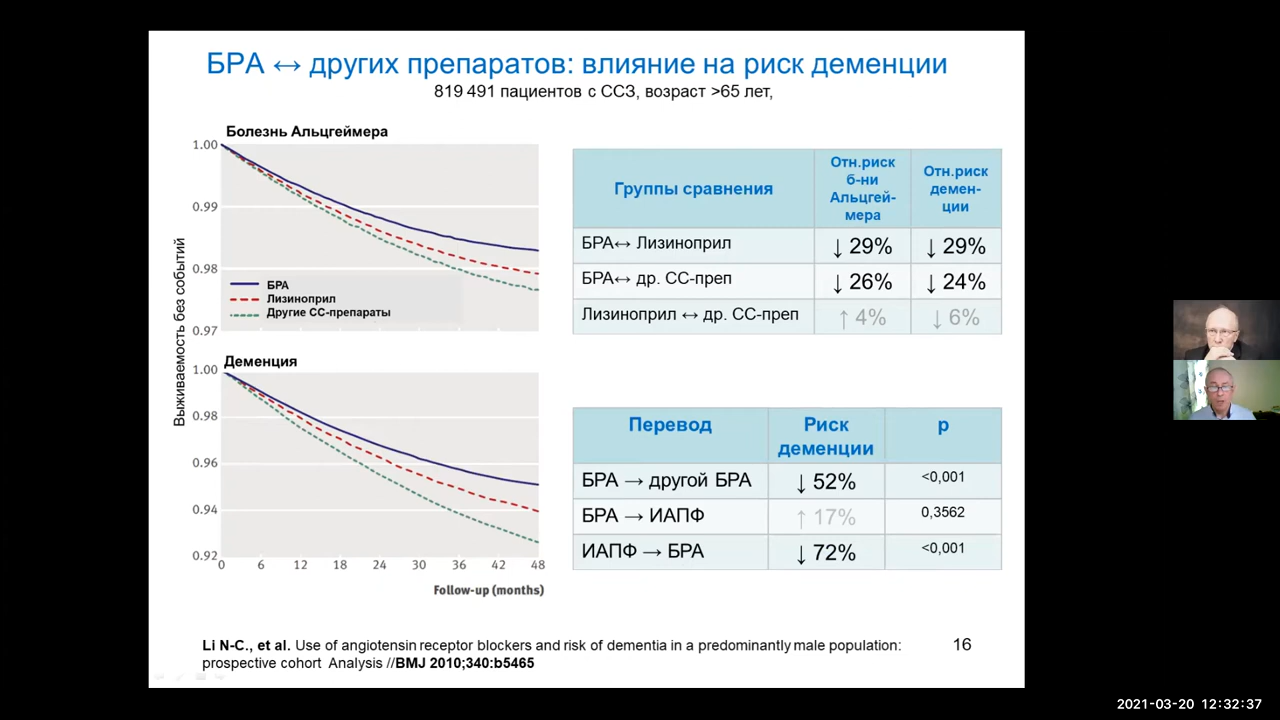 БРА ↔ других препаратов: влияние на риск деменции
819 491 пациентов с ССЗ, возраст >65 лет,
Выживаемость без событий
Болезнь Альцгеймера
1.00
0.99
0.98
0.97
БРА
Лизиноприл
Другие СС-препараты
Деменция
1.00
0.98
0.96
0.94
0.92
0 6 12 18 24 30 36 42 48
Follow-up (months)
Группы сравнения
Отн.риск
б-ни
Альцгей-
мера
Отн.риск
демен-
ции
БРА↔ Лизиноприл ↓ 29% ↓ 29%
БРА↔ др. СС-преп ↓ 26% ↓ 24%
Лизиноприл ↔ др. СС-преп ↑ 4% ↓ 6%
Перевод
Риск
деменции
р
БРА → другой БРА ↓ 52% <0,001
БРА → ИАПФ ↑ 17% 0,3562
ИАПФ → БРА ↓ 72% <0,001
Li N-C., et al. Use of angiotensin receptor blockers and risk of dementia in a predominantly male population:
prospective cohort Analysis //BMJ 2010;340:b5465
16
2021-03-20 12:32:37